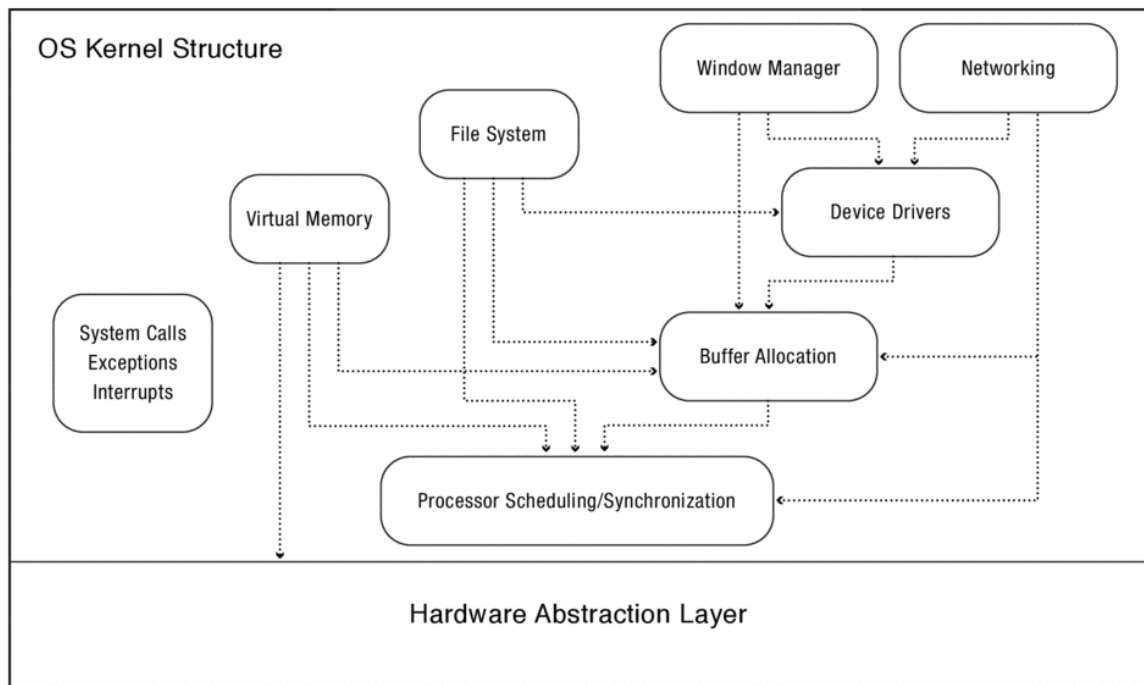 OS Kernel Structure
Window Manager
Networking
File System
Virtual Memory
Device Drivers
System Calls
Exceptions
Interrupts
Buffer Allocation
Processor Scheduling/Synchronization
Hardware Abstraction Layer